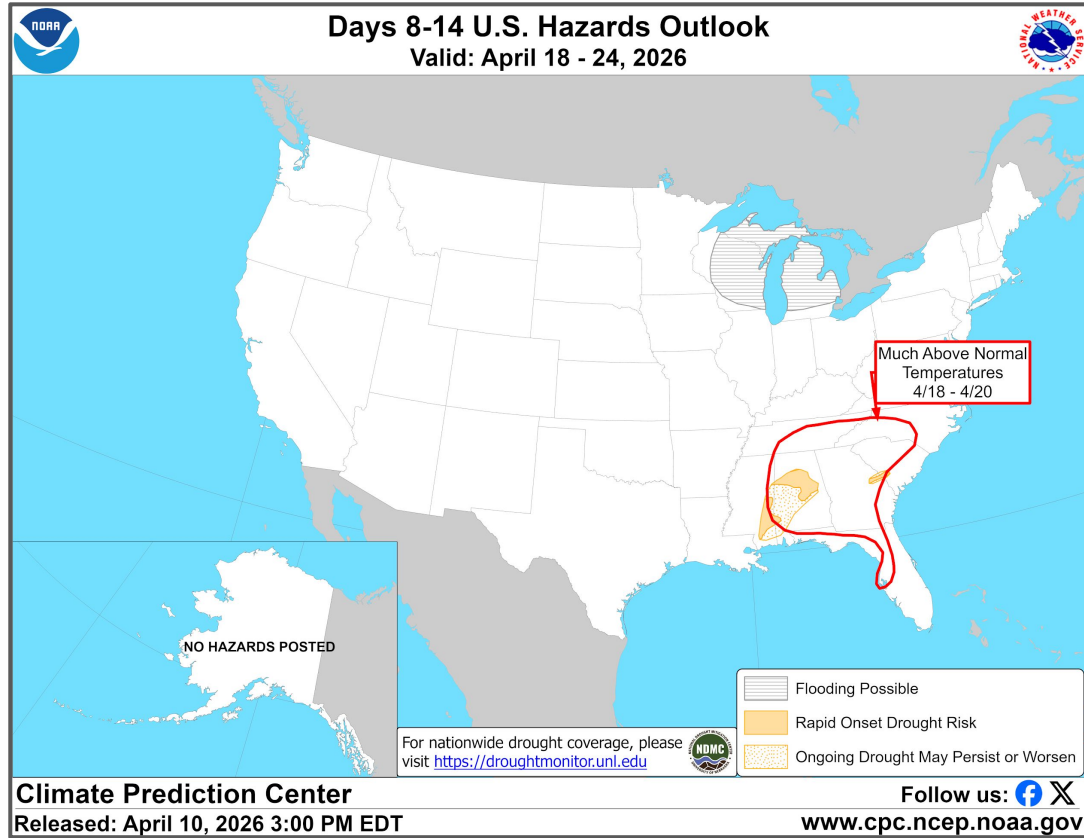 NOAA
Days 8-14 U.S. Hazards Outlook
Valid: April 18 - 24, 2026
NATIONAL WEATHER SERVICE
Much Above Normal
Temperatures
4/18 - 4/20
NO HAZARDS POSTED
Flooding Possible
Rapid Onset Drought Risk
Ongoing Drought May Persist or Worsen
For nationwide drought coverage, please
visit https://droughtmonitor.unl.edu
NDMC
Climate Prediction Center
Follow us:
Released: April 10, 2026 3:00 PM EDT
www.cpc.ncep.noaa.gov